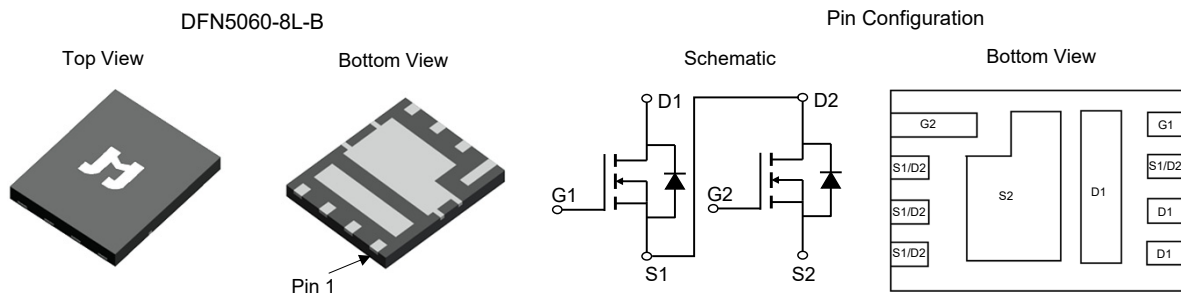 DFN5060-8L-B
Pin Configuration
Top View
Bottom View
Schematic
Bottom View
D1
D2
G1
G2
S1
S2
Pin 1
G2
G1
S1/D2
S1/D2
S2
D1
S1/D2
D1
S1/D2
D1